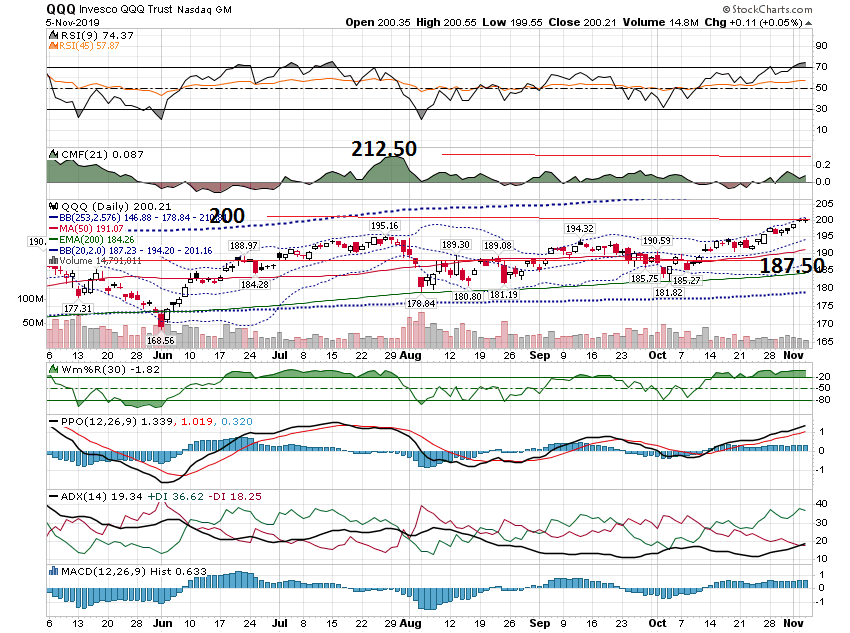 QQQ Invesco QQQ Trust Nasdaq GM © StockCharts.com
5-Nov-2019 Open 200.35 High 200.55 Low 199.55 Close 200.21 Volume 14.8M Chg +0.11 (+0.05%)
RSI(9) 74.37
RSI(45) 57.87
90
70
50
30
10
212.50
CMF(21) 0.087
0.2
0.0
QQQ (Daily) 200.21
BB(253,2.576) 146.88 - 178.84 - 210.8
200
MA(50) 191.07
EMA(200) 184.26
BB(20,2.0) 187.23 - 194.20 - 201.16
Volume 14,791,011
205
200
195
190
185
180
175
170
165
190.
100M
50M
177.31
168.56
188.97
184.28
195.16
178.84
189.30
180.80
189.08
181.19
194.32
190.59
185.75
181.82
185.27
187.50
6 13 20 28 Jun 10 17 24 Jul 8 15 22 29 Aug 12 19 26 Sep 9 16 23 Oct 7 14 21 28 Nov
Wm%R(30) -1.82
-20
-50
-80
PPO(12,26,9) 1.339, 1.019, 0.320
1
0
-1
ADX(14) 19.34 +DI 36.62 -DI 18.25
40
30
20
10
MACD(12,26,9) Hist 0.633
1
0
-1
6 13 20 28 Jun 10 17 24 Jul 8 15 22 29 Aug 12 19 26 Sep 9 16 23 Oct 7 14 21 28 Nov